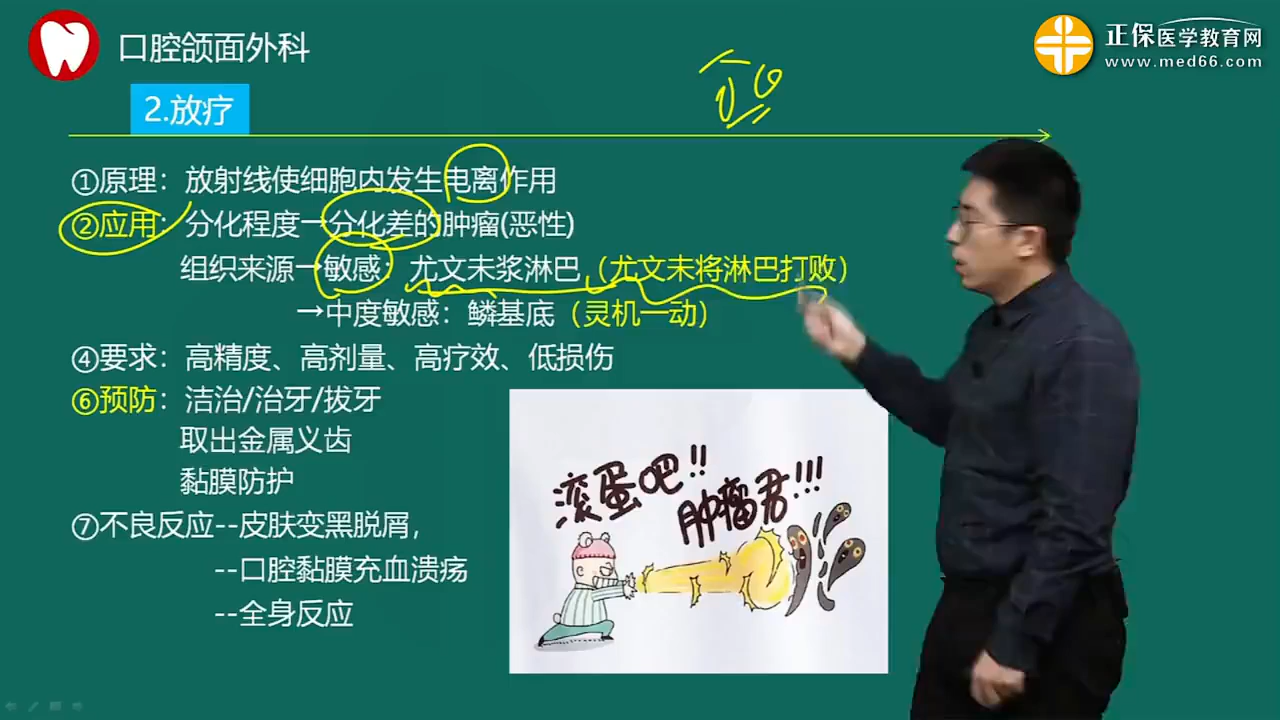 口腔颌面外科
正保医学教育网
www.med66.com
2.放疗
①原理：放射线使细胞内发生电离作用
②应用：分化程度→分化差的肿瘤(恶性)
组织来源→敏感：尤文未浆淋巴（尤文未将淋巴打败）
→中度敏感：鳞基底（灵机一动）
④要求：高精度、高剂量、高疗效、低损伤
⑥预防：洁治/治牙/拔牙
取出金属义齿
黏膜防护
⑦不良反应--皮肤变黑脱屑，
--口腔黏膜充血溃疡
--全身反应
滚蛋吧!!
肿瘤君!!!